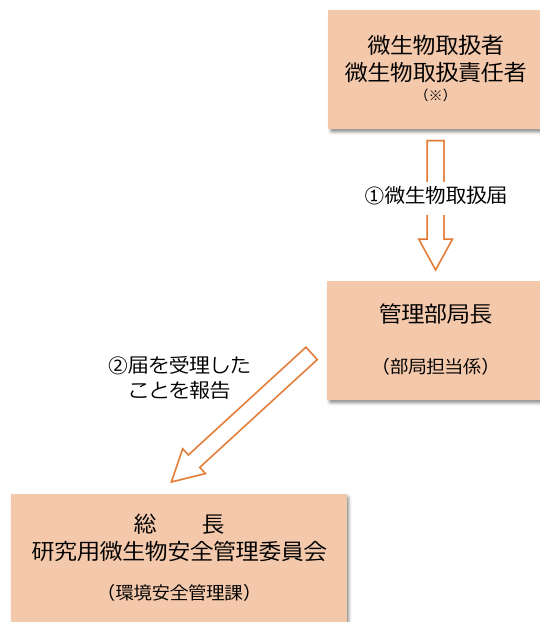 微生物取扱者
微生物取扱責任者
（※）
①微生物取扱届
管理部局長
（部局担当係）
②届を受理した
ことを報告
総　　長
研究用微生物安全管理委員会
（環境安全管理課）